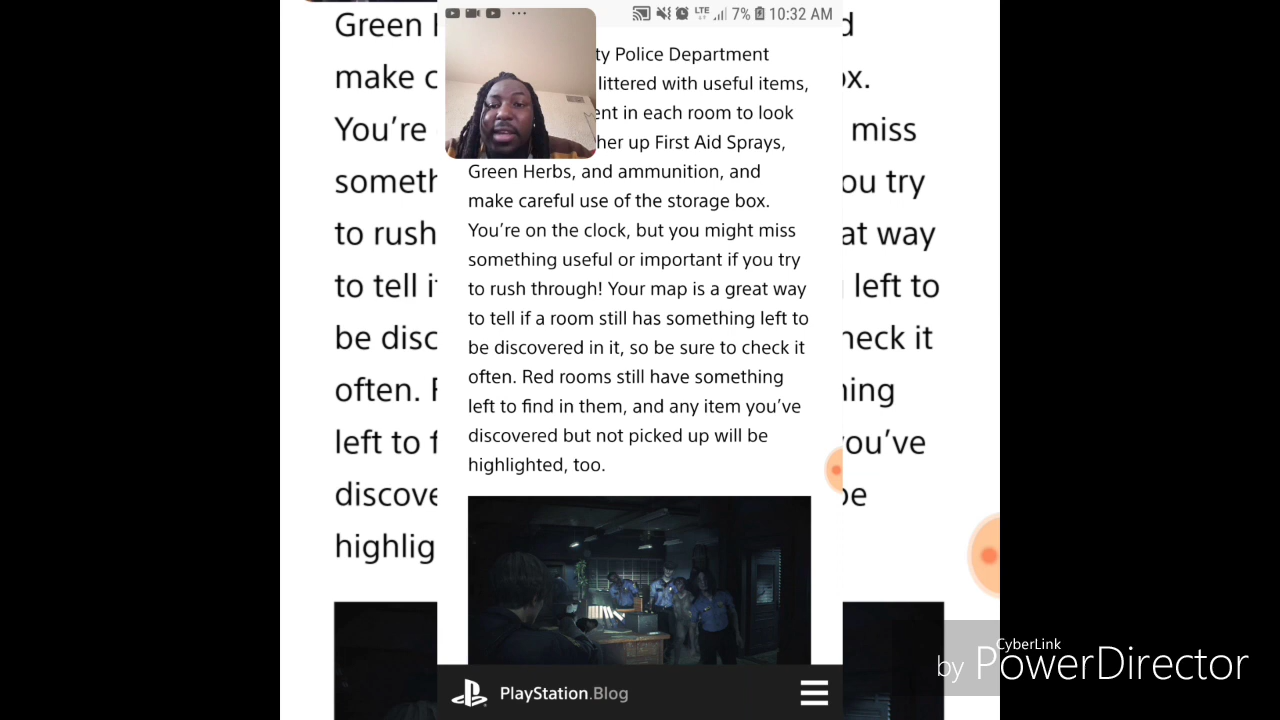 LTE
7%
10:32 AM
ty Police Department
littered with useful items,
ent in each room to look
her up First Aid Sprays,
Green Herbs, and ammunition, and
make careful use of the storage box.
You’re on the clock, but you might miss
something useful or important if you try
to rush through! Your map is a great way
to tell if a room still has something left to
be discovered in it, so be sure to check it
often. Red rooms still have something
left to find in them, and any item you’ve
discovered but not picked up will be
highlighted, too.
PlayStation.Blog
Green
make c
You’re
someth
to rush
to tell i
be disc
often.
left to f
discove
highlig
d
ox.
miss
ou try
at way
left to
heck it
ning
you’ve
be
CyberLink
by PowerDirector